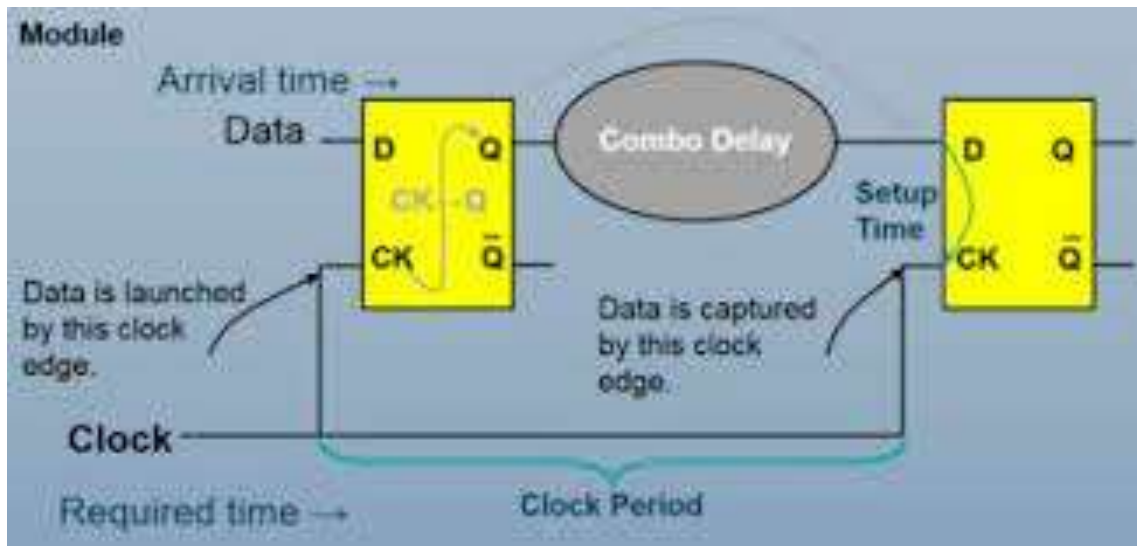 Module
Arrival time →
Data
D
Q
CK→Q
CK
Q̅
Combo Delay
D
Q
Setup
Time
CK
Q̅
Data is launched
by this clock
edge.
Data is captured
by this clock
edge.
Clock
Clock Period
Required time →